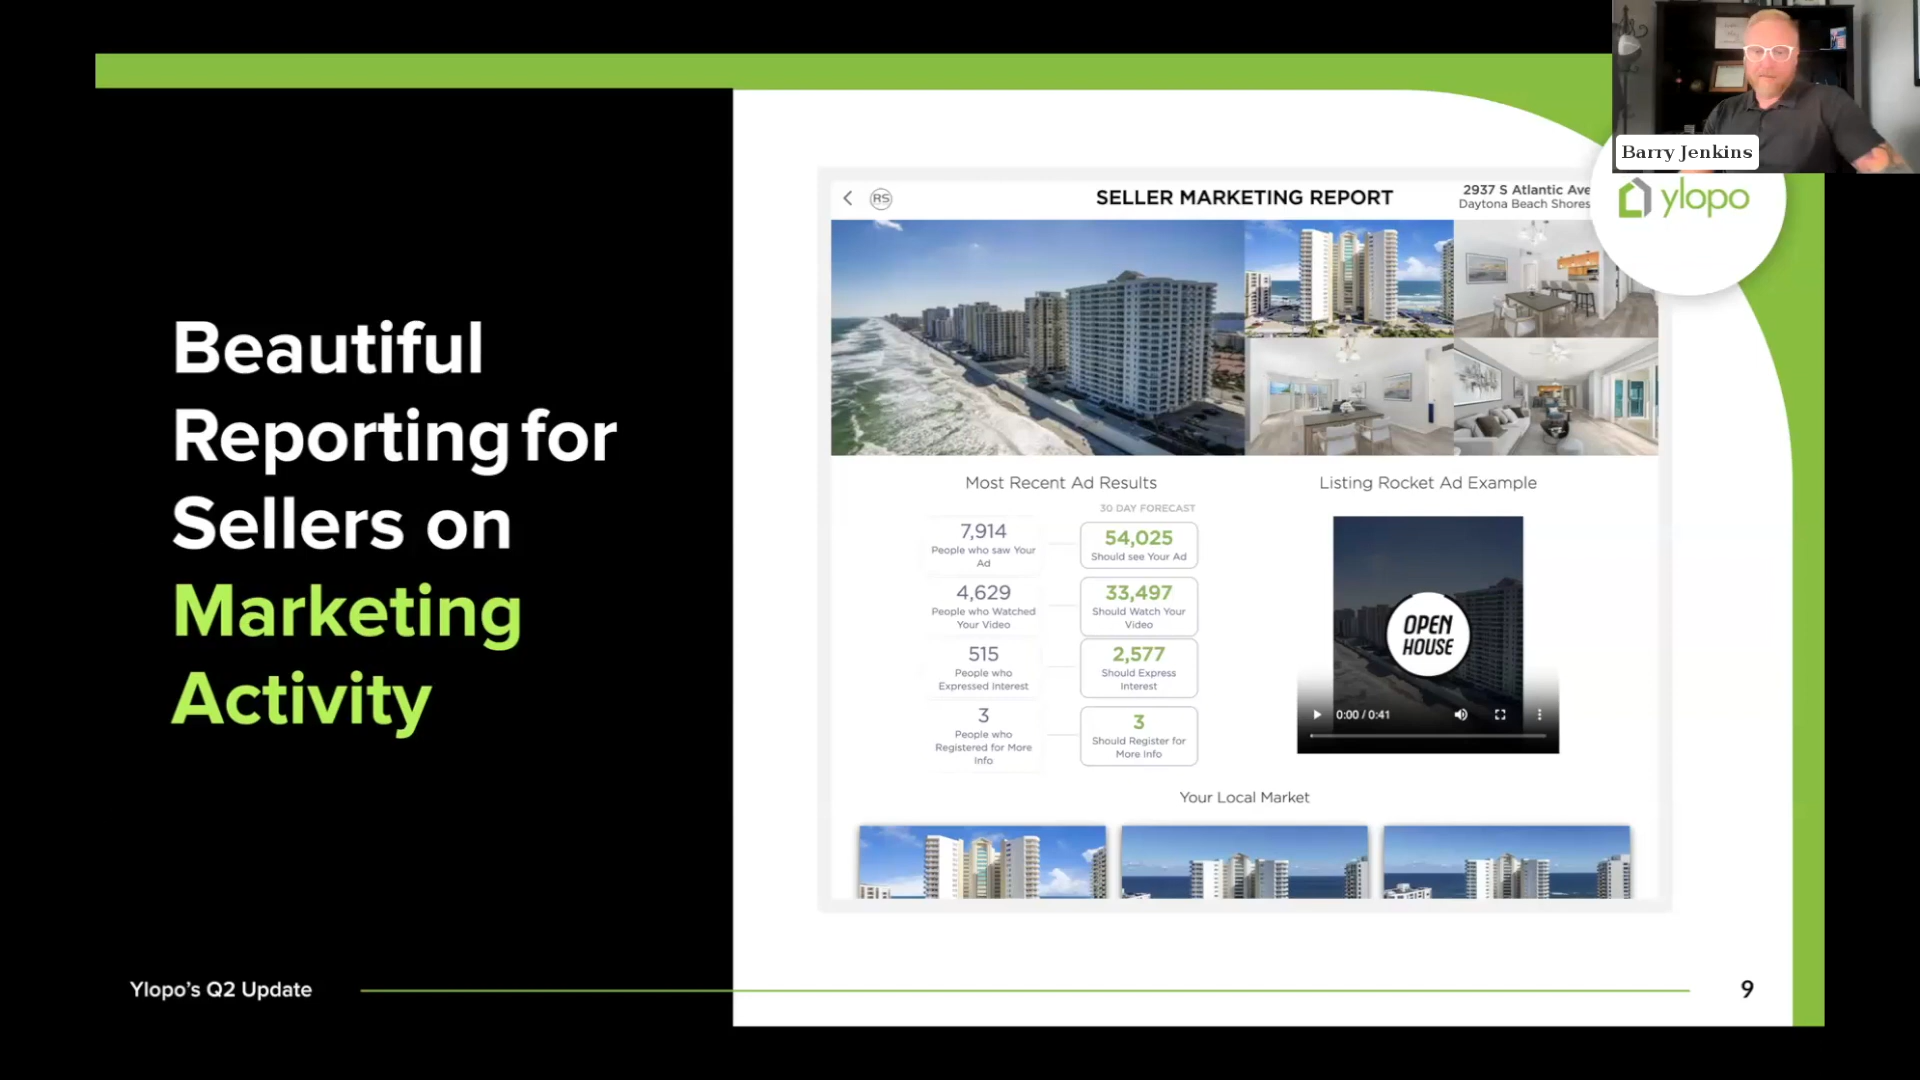 Barry Jenkins
ylopo
Beautiful
Reporting for
Sellers on
Marketing
Activity
RS
SELLER MARKETING REPORT
2937 S Atlantic Ave
Daytona Beach Shores
Most Recent Ad Results
30 DAY FORECAST
7,914
People who saw Your
Ad
54,025
Should see Your Ad
4,629
People who Watched
Your Video
33,497
Should Watch Your
Video
515
People who
Expressed Interest
2,577
Should Express
Interest
3
People who
Registered for More
Info
3
Should Register for
More Info
Listing Rocket Ad Example
OPEN
HOUSE
0:00 / 0:41
Your Local Market
Ylopo's Q2 Update
9